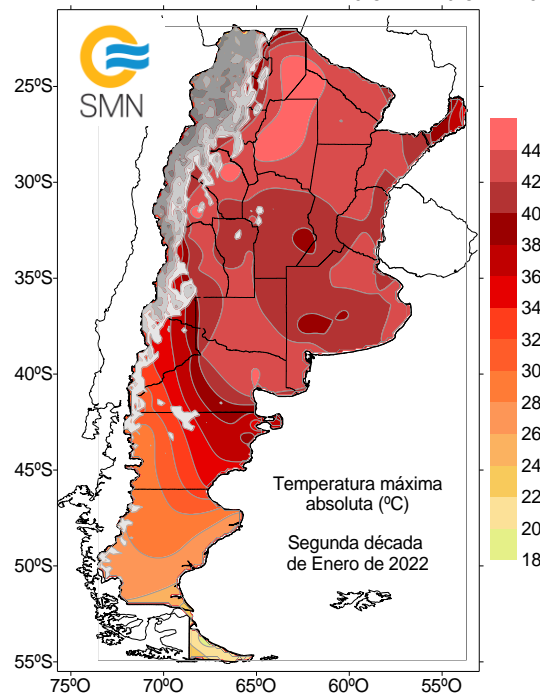 SMN
25ºS
30ºS
35ºS
40ºS
45ºS
50ºS
55ºS
75ºO
70ºO
65ºO
60ºO
55ºO
44
42
40
38
36
34
32
30
28
26
24
22
20
18
Temperatura máxima
absoluta (ºC)
Segunda década
de Enero de 2022